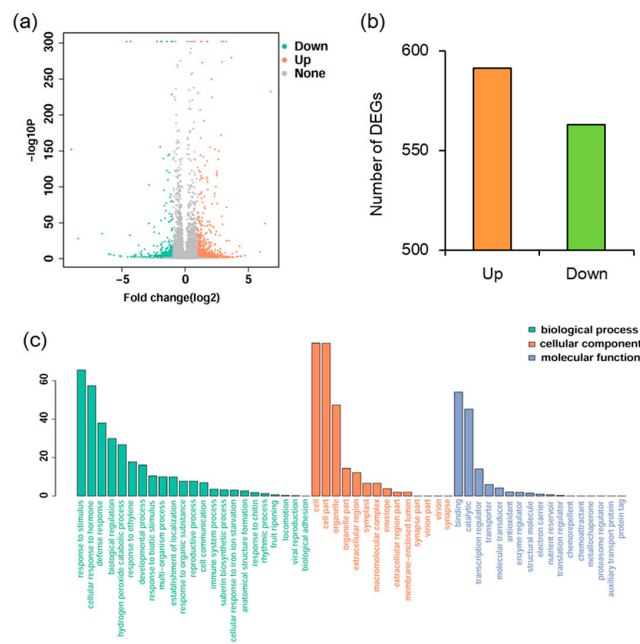 (a)
300
250
200
150
100
50
0
-log10P
-5
0
5
Fold change(log2)
Down
Up
None
(b)
600
550
500
Number of DEGs
Up
Down
(c)
biological process
cellular component
molecular function
60
40
20
0
response to stimulus
cellular response to hormone
defense response
biological regulation
hydrogen peroxide catabolic process
response to ethylene
developmental process
response to biotic stimulus
multi-organism process
establishment of localization
response to organic substance
reproductive process
cell communication
immune system process
suberin biosynthetic process
cellular response to iron ion starvation
anatomical structure formation
response to chitin
rhythmic process
fruit ripening
locomotion
viral reproduction
biological adhesion
cell
cell part
organelle
organelle part
extracellular region
symplast
macromolecular complex
envelope
extracellular region part
membrane-enclosed lumen
synapse part
virion part
virion
synapse
binding
catalytic
transcription regulator
transporter
molecular transducer
antioxidant
enzyme regulator
structural molecule
electron carrier
nutrient reservoir
translation regulator
chemorepellent
chemoattractant
metallochaperone
proteasome regulator
auxiliary transport protein
protein tag